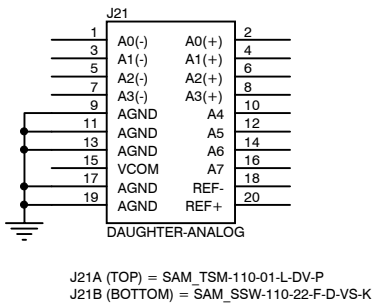 J21
1 A0(-) A0(+) 2
3 A1(-) A1(+) 4
5 A2(-) A2(+) 6
7 A3(-) A3(+) 8
9 AGND A4 10
11 AGND A5 12
13 AGND A6 14
15 VCOM A7 16
17 AGND REF- 18
19 AGND REF+ 20
DAUGHTER-ANALOG
J21A (TOP) = SAM_TSM-110-01-L-DV-P
J21B (BOTTOM) = SAM_SSW-110-22-F-D-VS-K